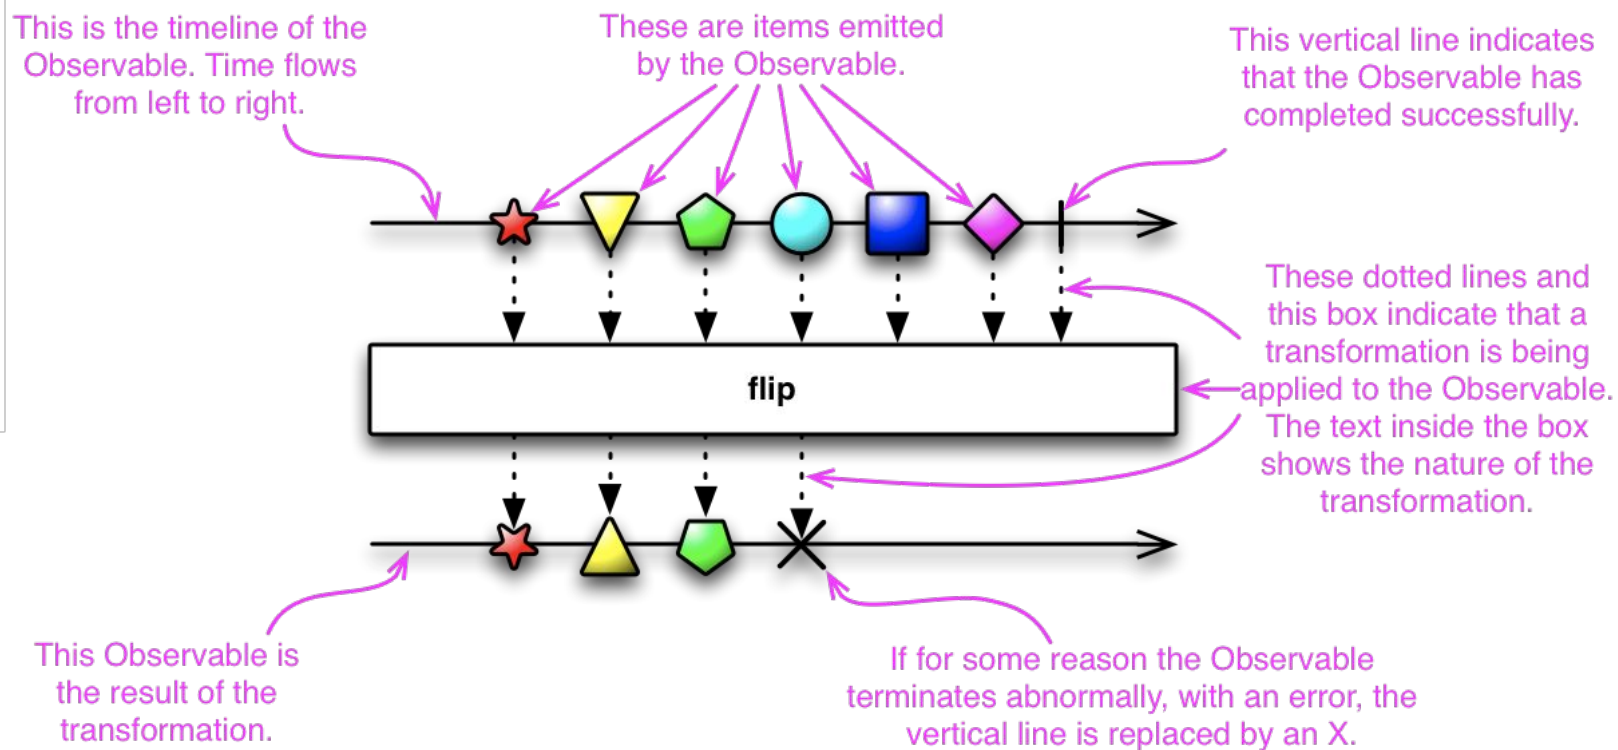 This is the timeline of the
Observable. Time flows
from left to right.
These are items emitted
by the Observable.
This vertical line indicates
that the Observable has
completed successfully.
These dotted lines and
this box indicate that a
transformation is being
applied to the Observable.
The text inside the box
shows the nature of the
transformation.
flip
This Observable is
the result of the
transformation.
If for some reason the Observable
terminates abnormally, with an error, the
vertical line is replaced by an X.